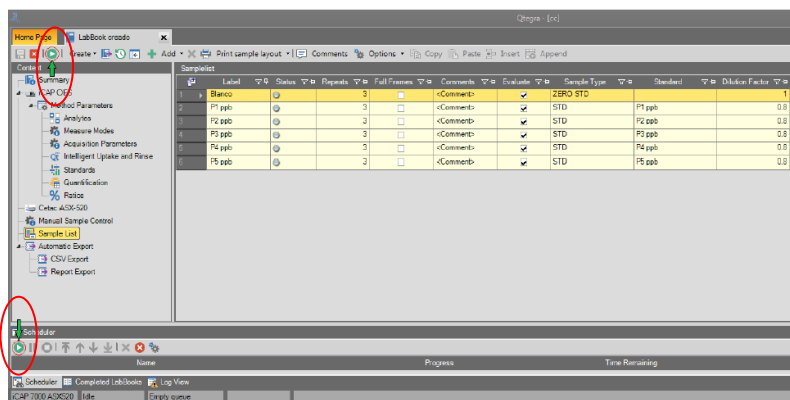 Qtegra - [cc]
Home Page LabBook creado
Create Add Print sample layout Comments Options Copy Paste Insert Append
Content Samplelist
Summary
iCAP OES
Method Parameters
Analytes
Measure Modes
Acquisition Parameters
Intelligent Uptake and Rinse
Standards
Quantification
Ratios
Cetac ASX-520
Manual Sample Control
Sample List
Automatic Export
CSV Export
Report Export
Label Status Repeats Full Frames Comments Evaluate Sample Type Standard Dilution Factor
1 Blanco 3 <Comment> ZERO STD 1
2 P1 ppb 3 <Comment> STD P1 ppb 0.8
3 P2 ppb 3 <Comment> STD P2 ppb 0.8
4 P3 ppb 3 <Comment> STD P3 ppb 0.8
5 P4 ppb 3 <Comment> STD P4 ppb 0.8
6 P5 ppb 3 <Comment> STD P5 ppb 0.8
Scheduler
Name Progress Time Remaining
Scheduler Completed LabBooks Log View
iCAP 7000 ASX520 Idle Empty queue